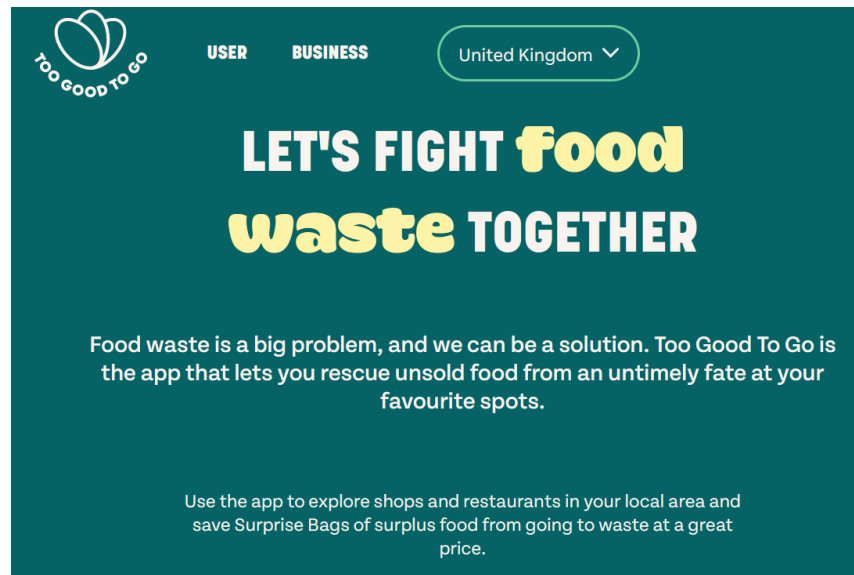 TOO GOOD TO GO
USER
BUSINESS
United Kingdom
LET'S FIGHT food
waste TOGETHER
Food waste is a big problem, and we can be a solution. Too Good To Go is
the app that lets you rescue unsold food from an untimely fate at your
favourite spots.
Use the app to explore shops and restaurants in your local area and
save Surprise Bags of surplus food from going to waste at a great
price.